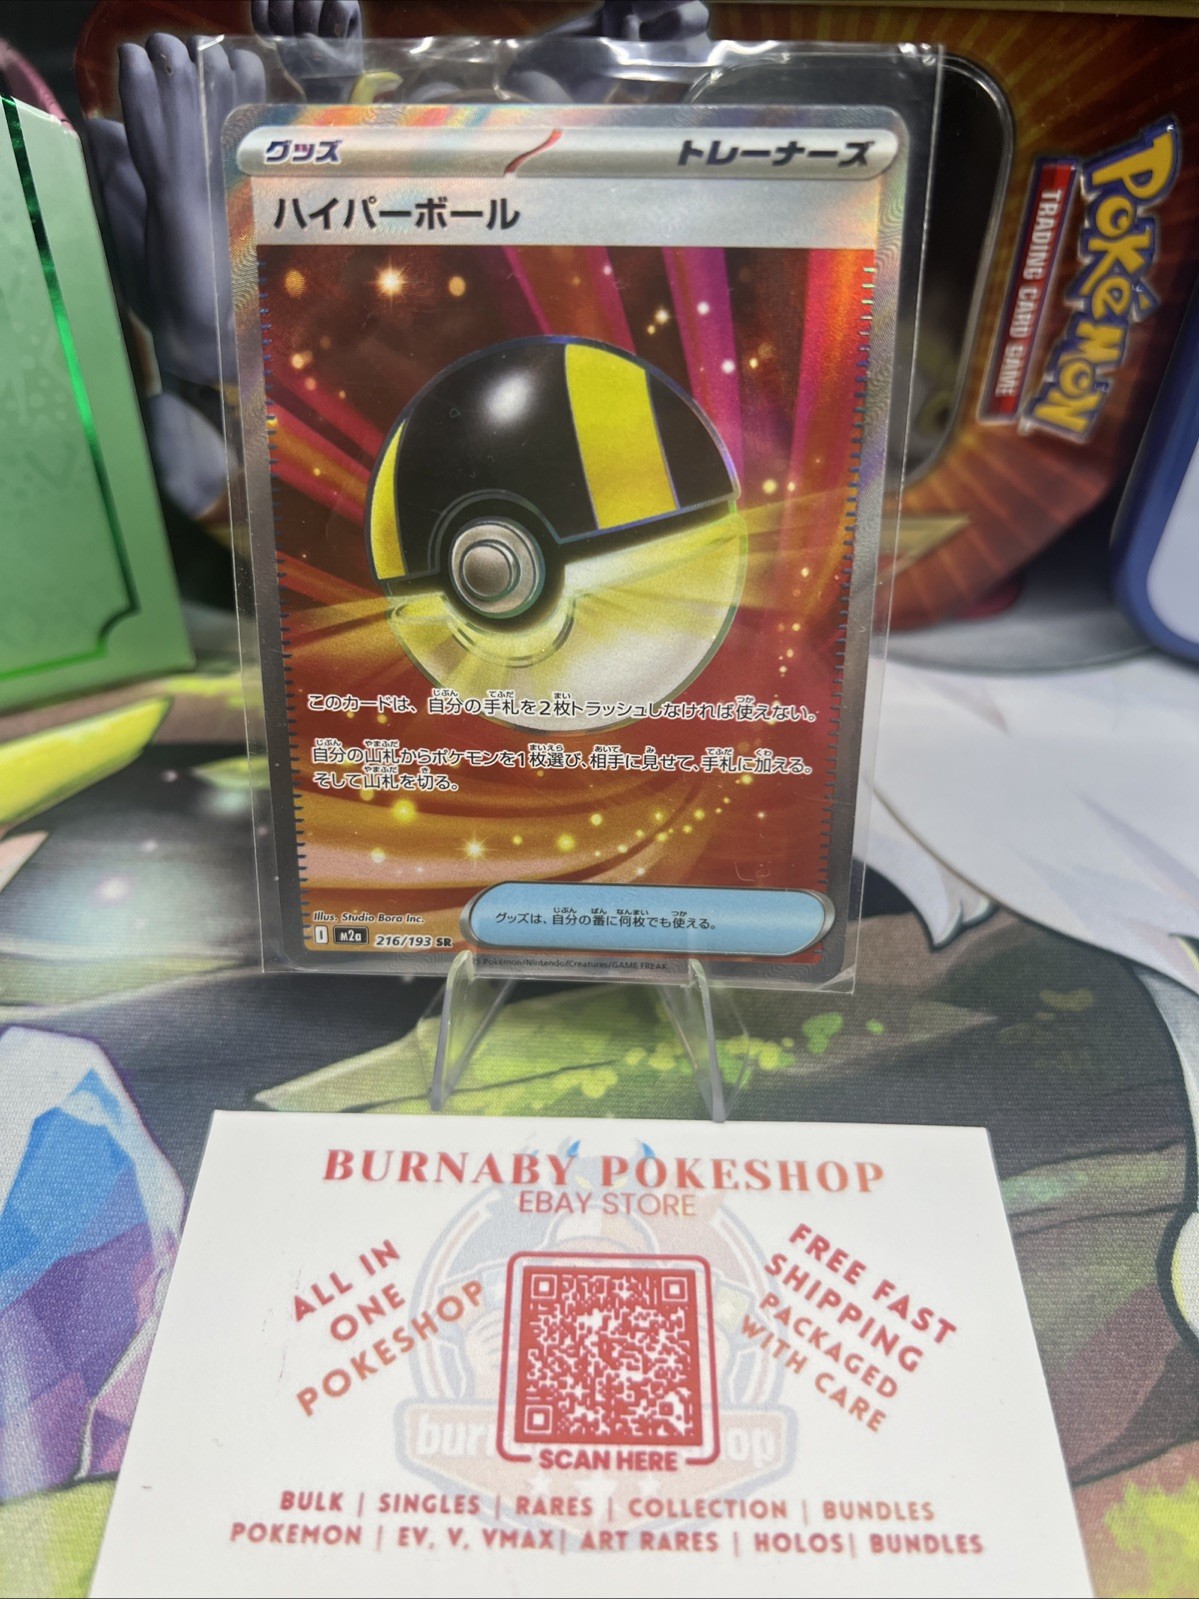 グッズ
トレーナーズ
ハイパーボール
このカードは、自分の手札を2枚トラッシュしなければ使えない。
自分の山札からポケモンを1枚選び、相手に見せて、手札に加える。
そして山札を切る。
グッズは、自分の番に何枚でも使える。
Illus. Studio Bora Inc.
I m2a 216/193 SR
Pokémon/Nintendo/Creatures/GAME FREAK
POKÉMON
TRADING CARD GAME
BURNABY POKESHOP
EBAY STORE
ALL IN
ONE
POKESHOP
FREE FAST
SHIPPING
PACKAGED
WITH CARE
SCAN HERE
BULK | SINGLES | RARES | COLLECTION | BUNDLES
POKEMON | EV, V, VMAX| ART RARES | HOLOS| BUNDLES